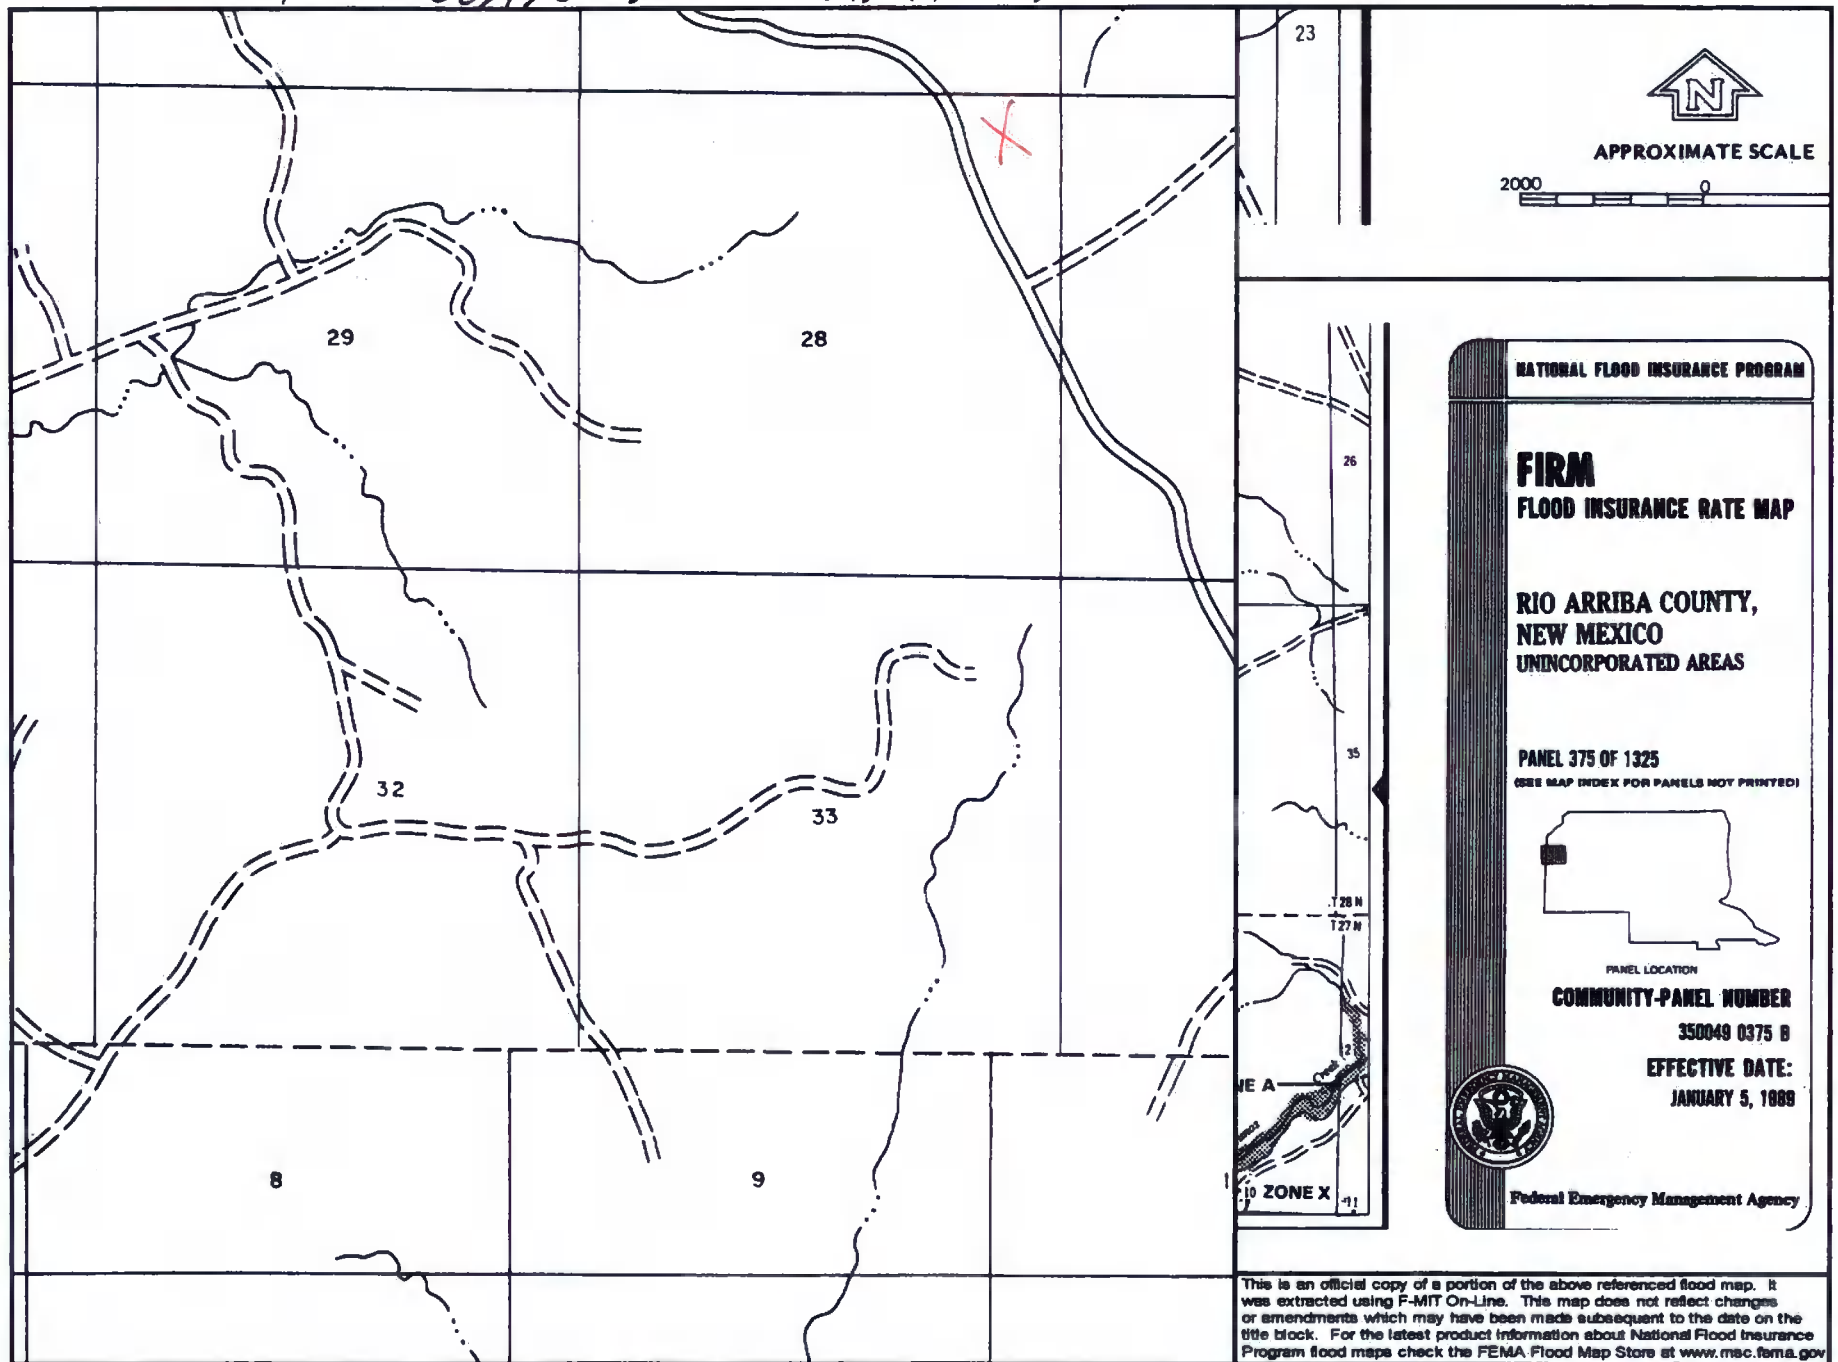 23
N
APPROXIMATE SCALE
2000 0
29
28
32
33
8
9
26
35
T 28 N
T 27 N
2
Creek
NE A
10
ZONE X
11
NATIONAL FLOOD INSURANCE PROGRAM
FIRM
FLOOD INSURANCE RATE MAP
RIO ARRIBA COUNTY,
NEW MEXICO
UNINCORPORATED AREAS
PANEL 375 OF 1325
(SEE MAP INDEX FOR PANELS NOT PRINTED)
PANEL LOCATION
COMMUNITY-PANEL NUMBER
350049 0375 B
EFFECTIVE DATE:
JANUARY 5, 1989
Federal Emergency Management Agency
This is an official copy of a portion of the above referenced flood map. It
was extracted using F-MIT On-Line. This map does not reflect changes
or amendments which may have been made subsequent to the date on the
title block. For the latest product information about National Flood Insurance
Program flood maps check the FEMA Flood Map Store at www.msc.fema.gov